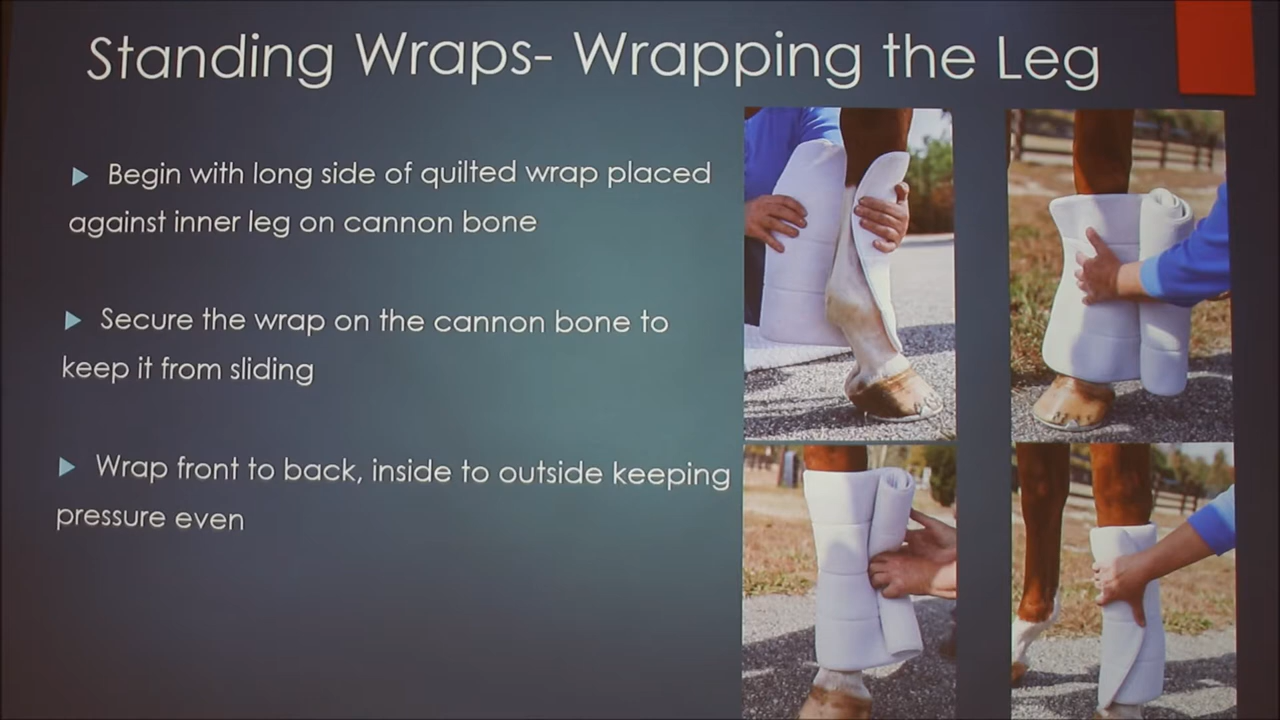 Standing Wraps- Wrapping the Leg
Begin with long side of quilted wrap placed
against inner leg on cannon bone
Secure the wrap on the cannon bone to
keep it from sliding
Wrap front to back, inside to outside keeping
pressure even